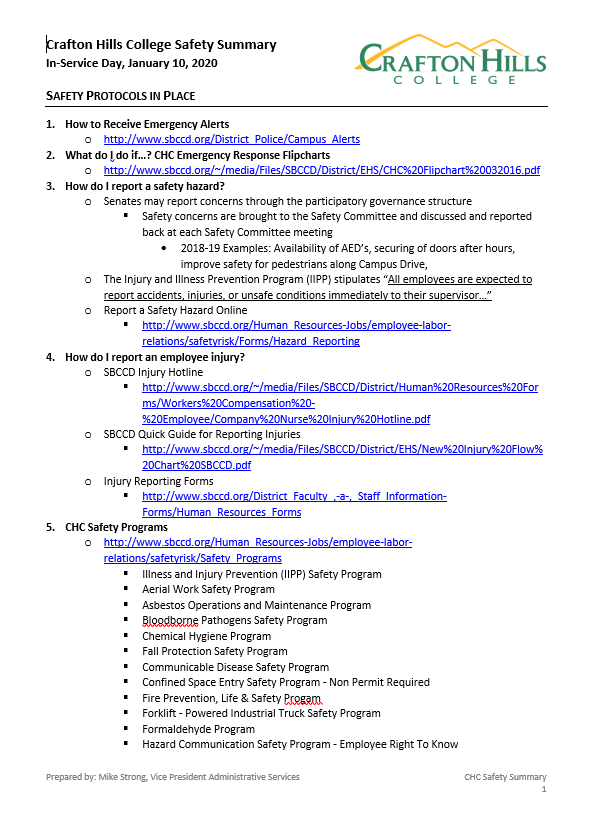 Crafton Hills College Safety Summary
In-Service Day, January 10, 2020
CRAFTON HILLS
COLLEGE
SAFETY PROTOCOLS IN PLACE
1. How to Receive Emergency Alerts
o http://www.sbccd.org/District_Police/Campus_Alerts
2. What do I do if…? CHC Emergency Response Flipcharts
o http://www.sbccd.org/~/media/Files/SBCCD/District/EHS/CHC%20Flipchart%20032016.pdf
3. How do I report a safety hazard?
o Senates may report concerns through the participatory governance structure
▪ Safety concerns are brought to the Safety Committee and discussed and reported
back at each Safety Committee meeting
• 2018-19 Examples: Availability of AED's, securing of doors after hours,
improve safety for pedestrians along Campus Drive,
o The Injury and Illness Prevention Program (IIPP) stipulates “All employees are expected to
report accidents, injuries, or unsafe conditions immediately to their supervisor…”
o Report a Safety Hazard Online
▪ http://www.sbccd.org/Human_Resources-Jobs/employee-labor-
relations/safetyrisk/Forms/Hazard_Reporting
4. How do I report an employee injury?
o SBCCD Injury Hotline
▪ http://www.sbccd.org/~/media/Files/SBCCD/District/Human%20Resources%20For
ms/Workers%20Compensation%20-
%20Employee/Company%20Nurse%20Injury%20Hotline.pdf
o SBCCD Quick Guide for Reporting Injuries
▪ http://www.sbccd.org/~/media/Files/SBCCD/District/EHS/New%20Injury%20Flow%
20Chart%20SBCCD.pdf
o Injury Reporting Forms
▪ http://www.sbccd.org/District_Faculty_,-a-,_Staff_Information-
Forms/Human_Resources_Forms
5. CHC Safety Programs
o http://www.sbccd.org/Human_Resources-Jobs/employee-labor-
relations/safetyrisk/Safety_Programs
▪ Illness and Injury Prevention (IIPP) Safety Program
▪ Aerial Work Safety Program
▪ Asbestos Operations and Maintenance Program
▪ Bloodborne Pathogens Safety Program
▪ Chemical Hygiene Program
▪ Fall Protection Safety Program
▪ Communicable Disease Safety Program
▪ Confined Space Entry Safety Program - Non Permit Required
▪ Fire Prevention, Life & Safety Progam
▪ Forklift - Powered Industrial Truck Safety Program
▪ Formaldehyde Program
▪ Hazard Communication Safety Program - Employee Right To Know
Prepared by: Mike Strong, Vice President Administrative Services
CHC Safety Summary
1